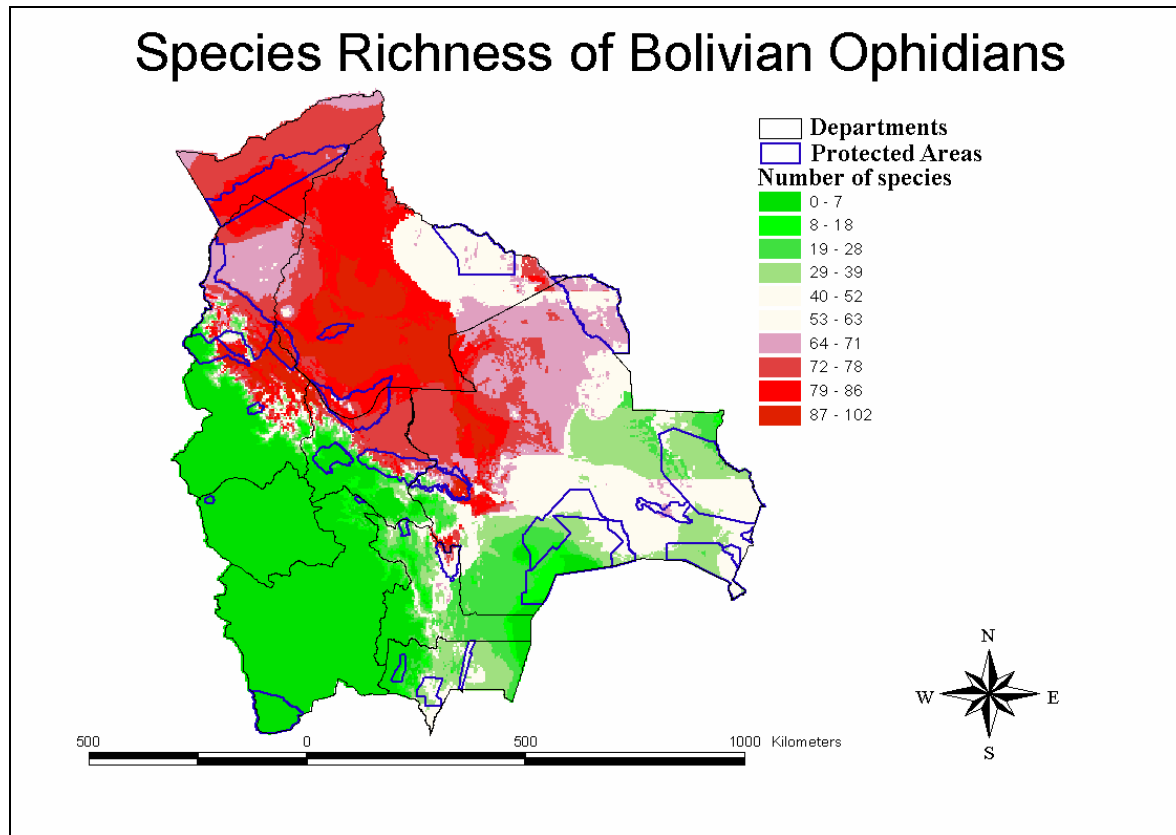 Species Richness of Bolivian Ophidians
Departments
Protected Areas
Number of species
0 - 7
8 - 18
19 - 28
29 - 39
40 - 52
53 - 63
64 - 71
72 - 78
79 - 86
87 - 102
N
W E
S
500 0 500 1000 Kilometers